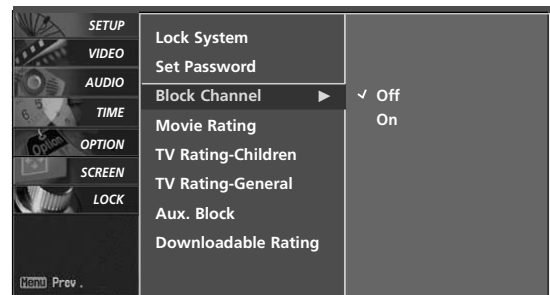 SETUP
VIDEO
AUDIO
TIME
OPTION
SCREEN
LOCK
Menu Prev.
Lock System
Set Password
Block Channel ▶
Movie Rating
TV Rating-Children
TV Rating-General
Aux. Block
Downloadable Rating
✓ Off
On